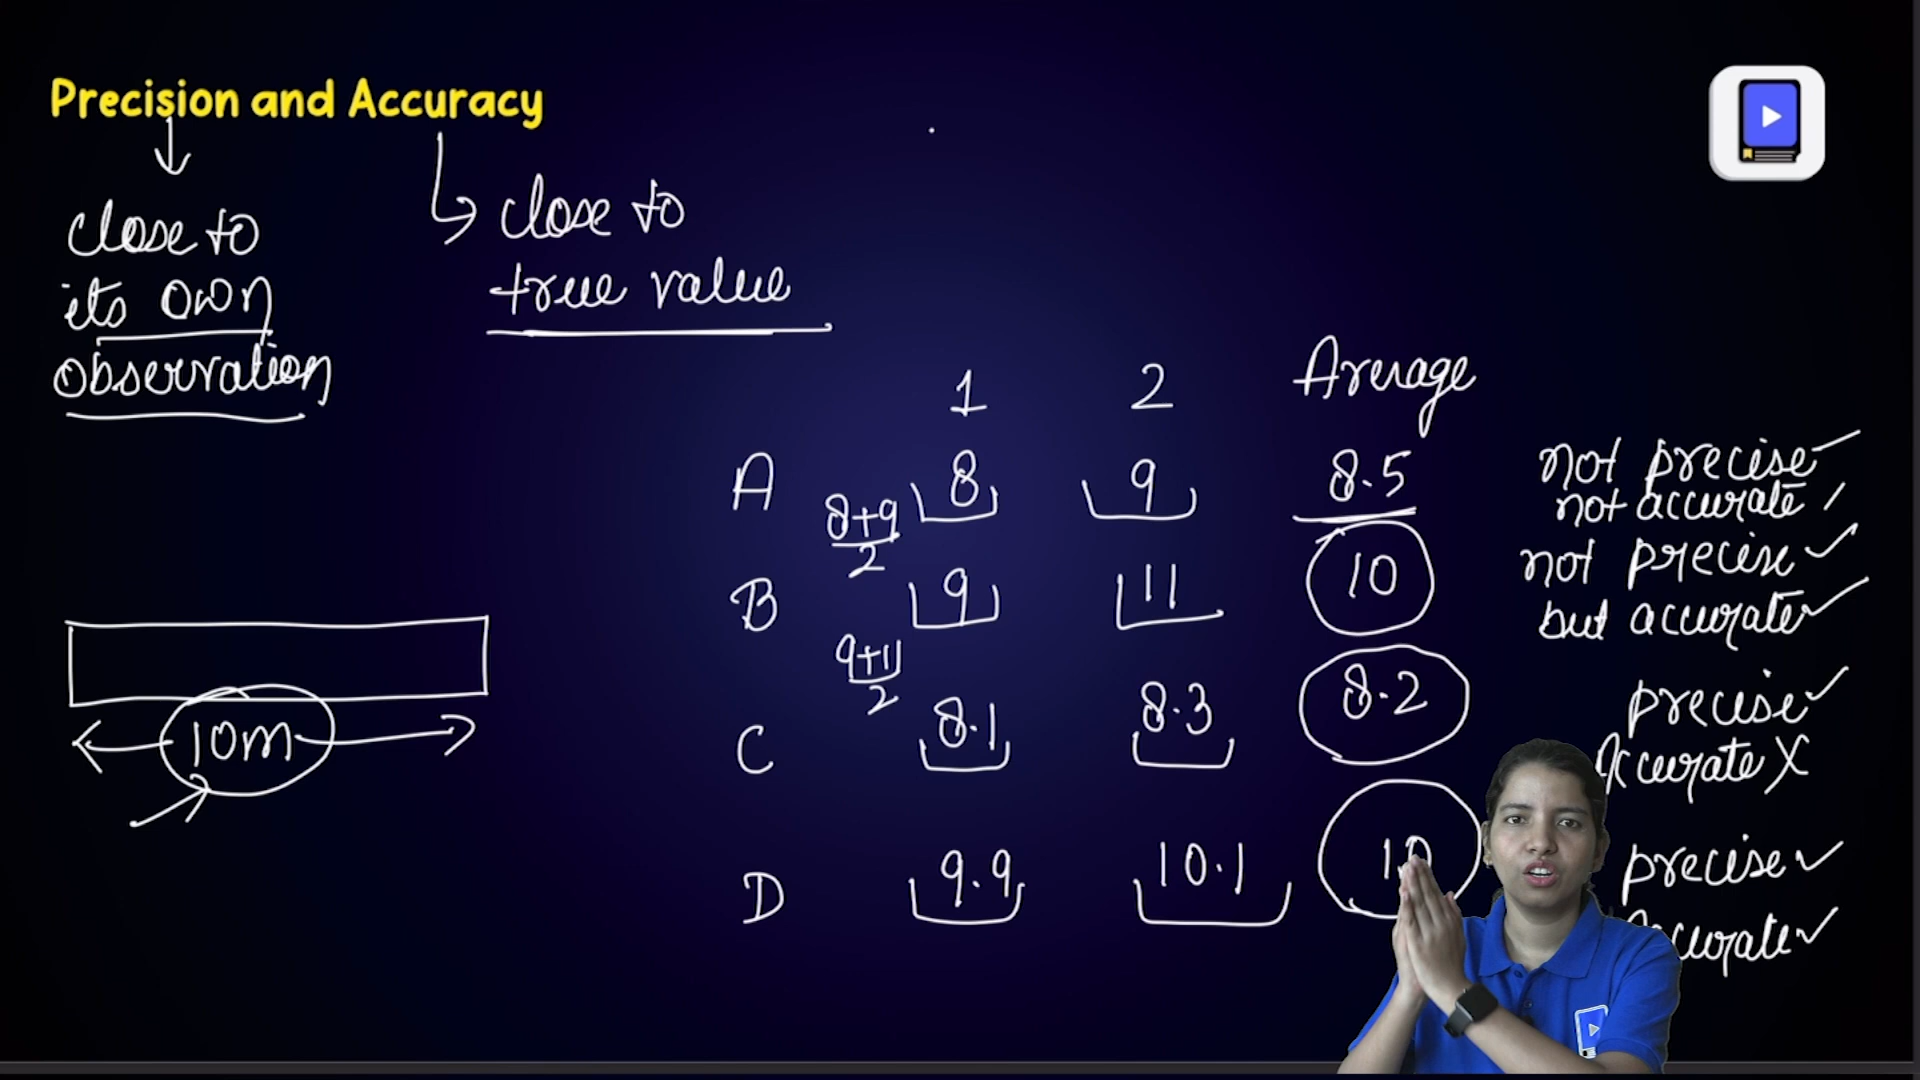 Precision and Accuracy
close to
its own
observation
close to
true value
1 2 Average
A 8 9 8.5 not precise
not accurate
8+9
2
B 9 11 10 not precise
but accurate
9+11
2
C 8.1 8.3 8.2 precise
Accurate X
10m
D 9.9 10.1 10 precise